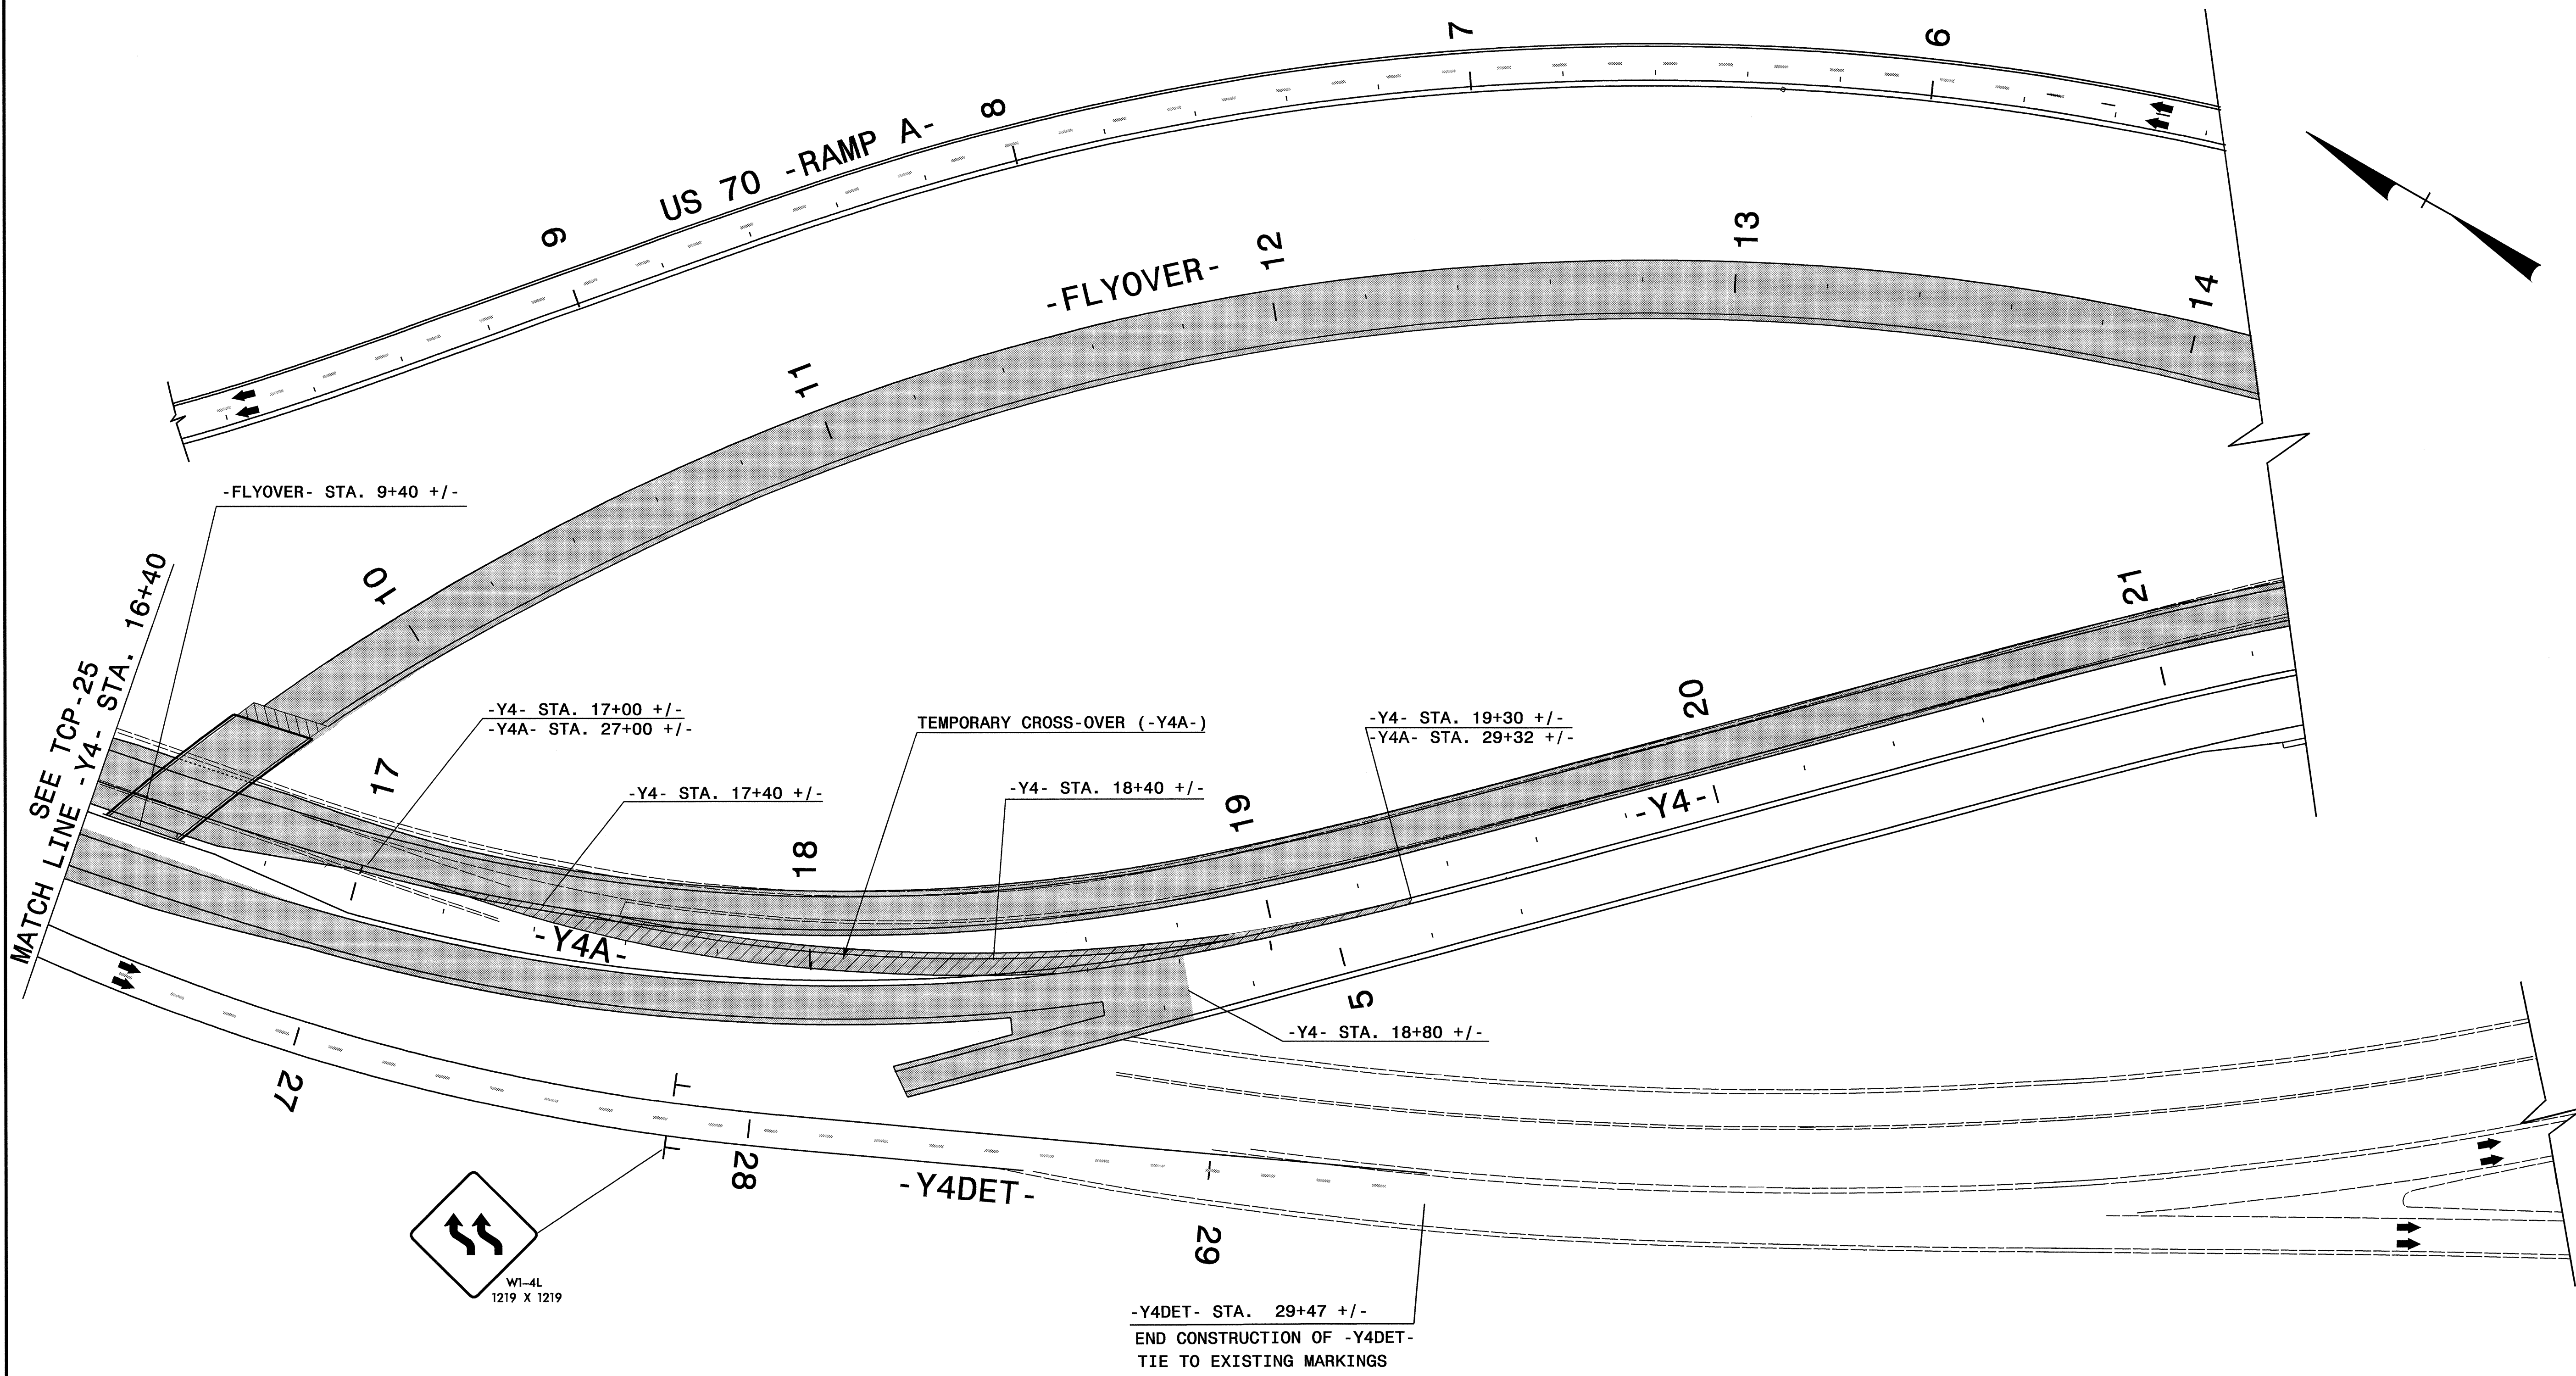 7
6
8
US 70 -RAMP A-
9
-FLYOVER-
12
13
14
11
10
-FLYOVER- STA. 9+40 +/-
SEE TCP-25
MATCH LINE -Y4- STA. 16+40
17
-Y4- STA. 17+00 +/-
-Y4A- STA. 27+00 +/-
-Y4- STA. 17+40 +/-
TEMPORARY CROSS-OVER (-Y4A-)
-Y4- STA. 18+40 +/-
-Y4- STA. 19+30 +/-
-Y4A- STA. 29+32 +/-
18
19
20
21
-Y4-
-Y4A-
5
-Y4- STA. 18+80 +/-
27
28
-Y4DET-
29
W1-4L
1219 X 1219
-Y4DET- STA. 29+47 +/-
END CONSTRUCTION OF -Y4DET-
TIE TO EXISTING MARKINGS